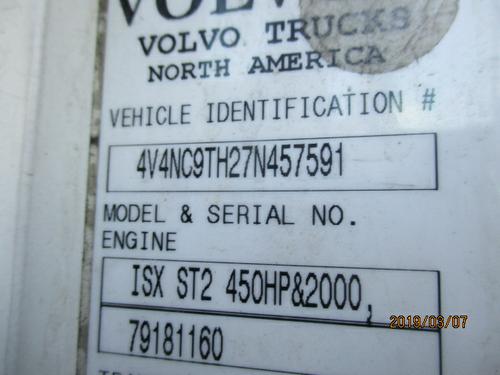 VOLVO
VOLVO TRUCKS
NORTH AMERICA
VEHICLE IDENTIFICATION #
4V4NC9TH27N457591
MODEL & SERIAL NO.
ENGINE
ISX ST2 450HP&2000,
79181160
2019/03/07